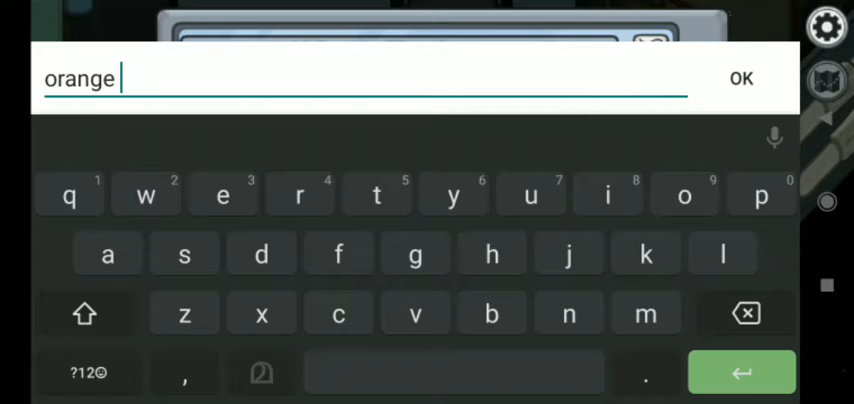 orange
OK
q 1 w 2 e 3 r 4 t 5 y 6 u 7 i 8 o 9 p 0
a s d f g h j k l
z x c v b n m
?12☺ , മ .